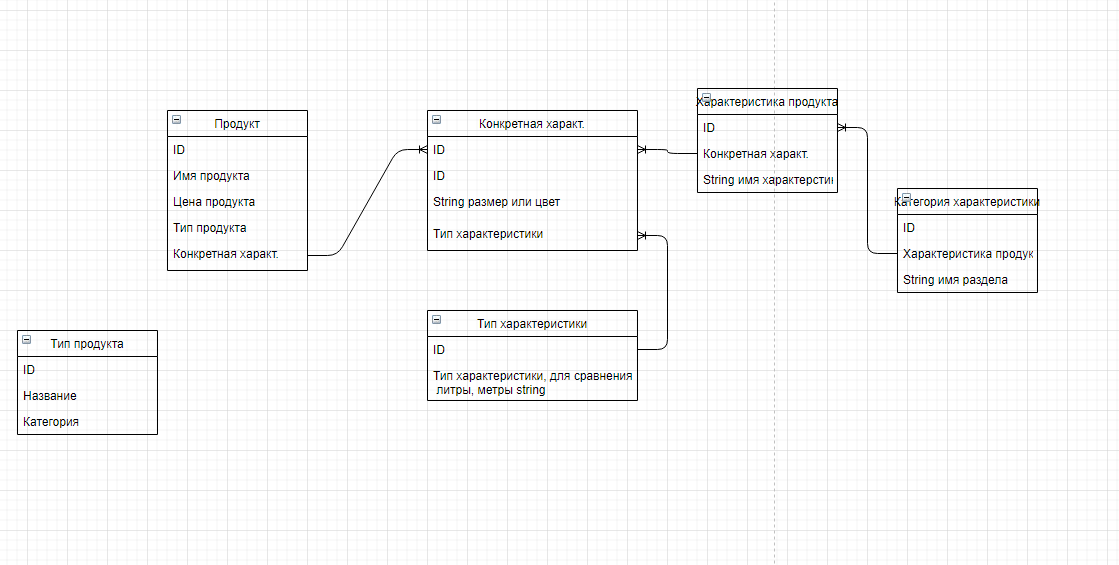 Продукт
ID
Имя продукта
Цена продукта
Тип продукта
Конкретная характ.
Конкретная характ.
ID
ID
String размер или цвет
Тип характеристики
Характеристика продукта
ID
Конкретная характ.
String имя характерстин
Категория характеристики
ID
Характеристика продук
String имя раздела
Тип характеристики
ID
Тип характеристики, для сравнения
литры, метры string
Тип продукта
ID
Название
Категория